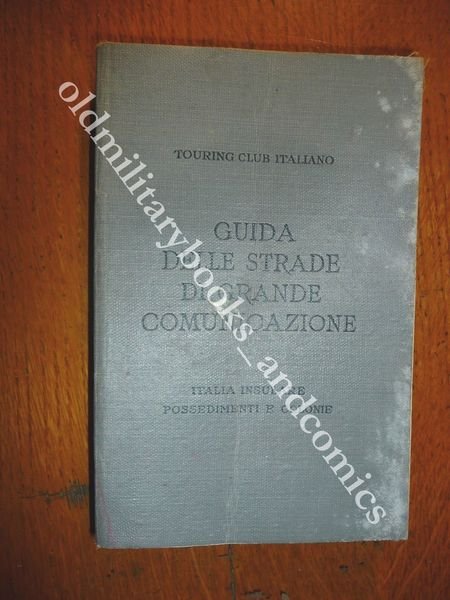 TOURING CLUB ITALIANO
GUIDA
DELLE STRADE
DI GRANDE
COMUNICAZIONE
ITALIA INSULARE
POSSEDIMENTI E COLONIE
oldmilitarybooks_andcomics